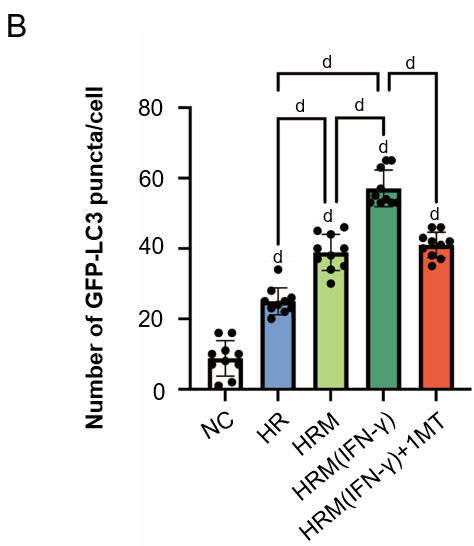 B
Number of GFP-LC3 puncta/cell
80
60
40
20
0
d
d
d
d
d
d
d
d
NC
HR
HRM
HRM(IFN-γ)
HRM(IFN-γ)+1MT